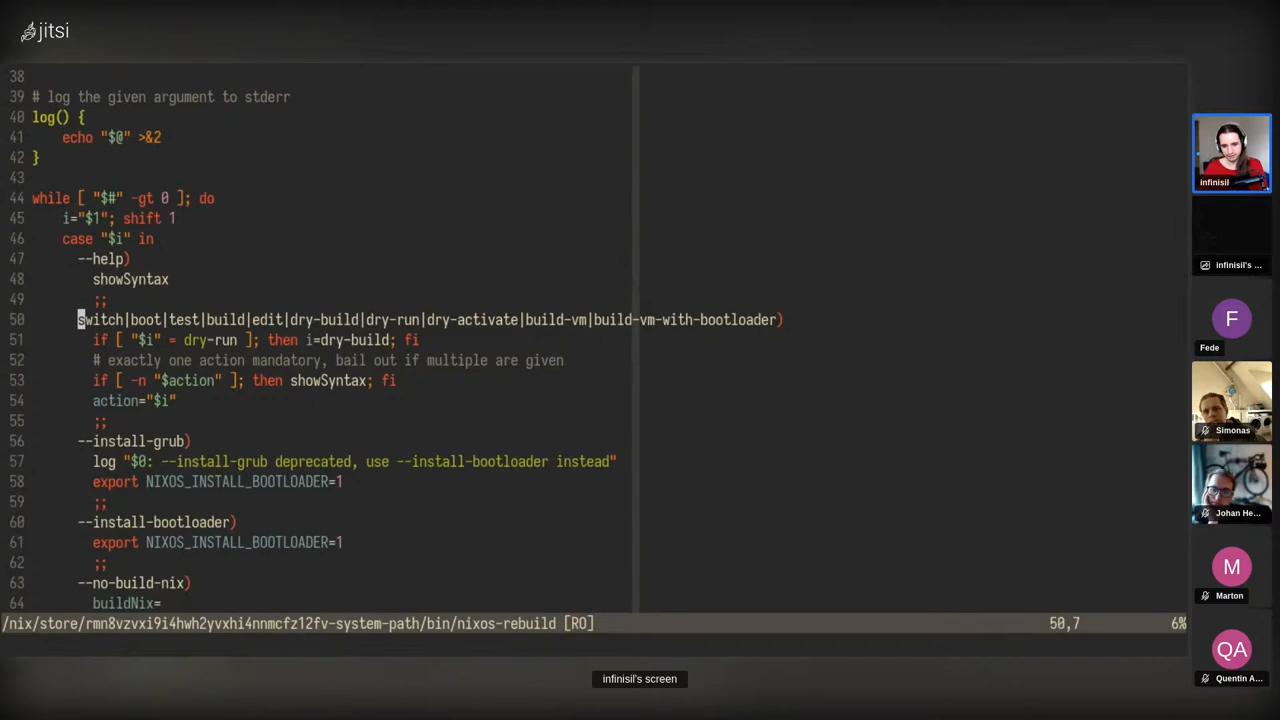 jitsi
38
39 # log the given argument to stderr
40 log() {
41     echo "$@" >&2
42 }
43
44 while [ "$#" -gt 0 ]; do
45     i="$1"; shift 1
46     case "$i" in
47       --help)
48         showSyntax
49         ;;
50       switch|boot|test|build|edit|dry-build|dry-run|dry-activate|build-vm|build-vm-with-bootloader)
51         if [ "$i" = dry-run ]; then i=dry-build; fi
52         # exactly one action mandatory, bail out if multiple are given
53         if [ -n "$action" ]; then showSyntax; fi
54         action="$i"
55         ;;
56       --install-grub)
57         log "$0: --install-grub deprecated, use --install-bootloader instead"
58         export NIXOS_INSTALL_BOOTLOADER=1
59         ;;
60       --install-bootloader)
61         export NIXOS_INSTALL_BOOTLOADER=1
62         ;;
63       --no-build-nix)
64         buildNix=
/nix/store/rmn8vzvxi9i4hwh2yvxhi4nnmcfz12fv-system-path/bin/nixos-rebuild [RO] 50,7 6%
infinisil's screen
infinisil
infinisil's ...
F
Fede
Simonas
Johan He...
M
Marton
QA
Quentin A...